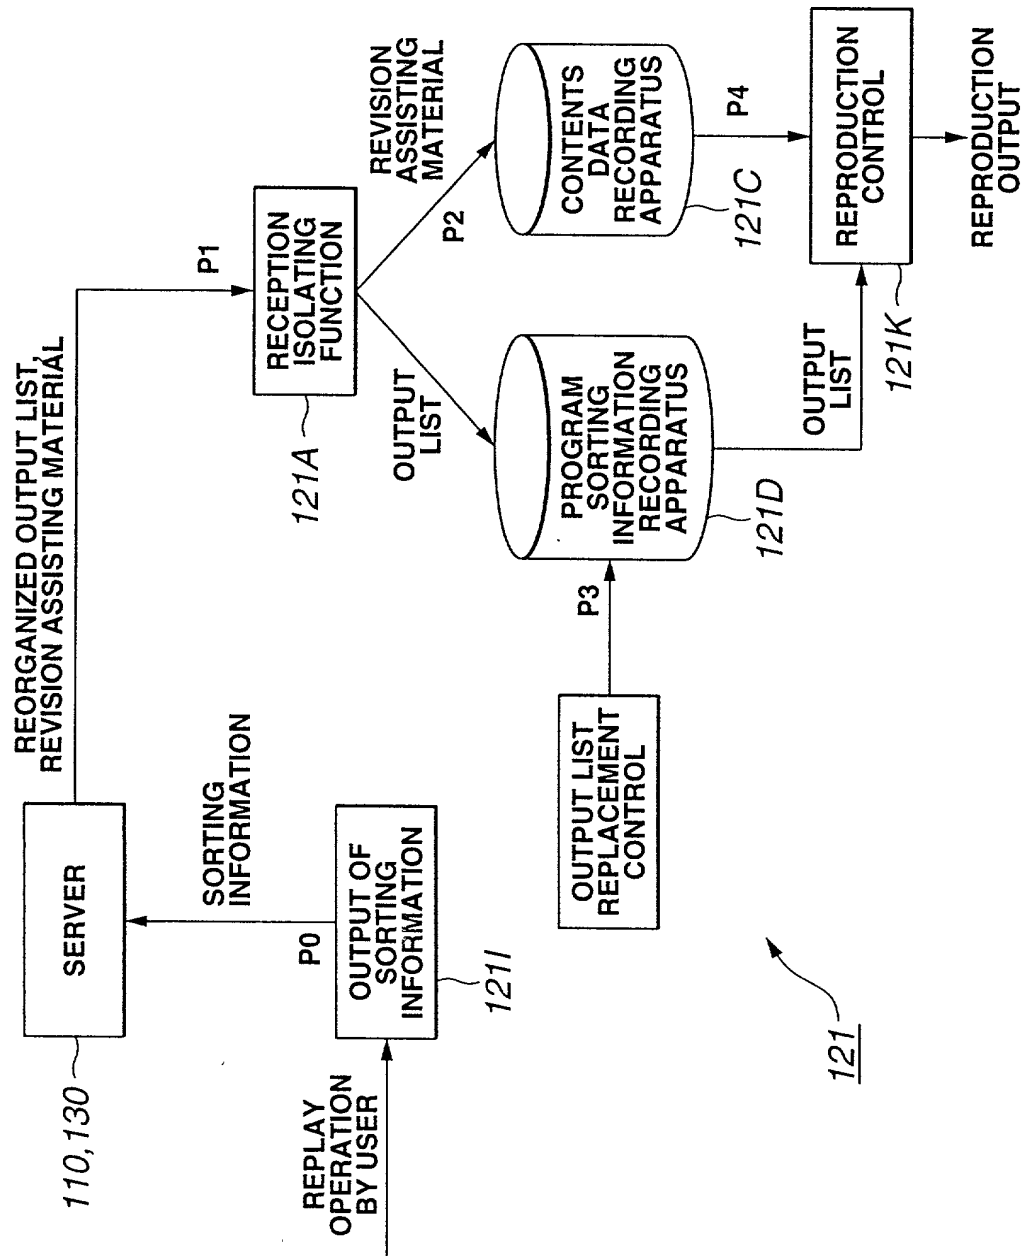 REPLAY
OPERATION
BY USER
110,130
SERVER
P0
SORTING
INFORMATION
OUTPUT OF
SORTING
INFORMATION
121I
REORGANIZED OUTPUT LIST,
REVISION ASSISTING MATERIAL
P1
RECEPTION
ISOLATING
FUNCTION
121A
OUTPUT
LIST
P2
REVISION
ASSISTING
MATERIAL
OUTPUT LIST
REPLACEMENT
CONTROL
P3
PROGRAM
SORTING
INFORMATION
RECORDING
APPARATUS
121D
CONTENTS
DATA
RECORDING
APPARATUS
121C
P4
OUTPUT
LIST
REPRODUCTION
CONTROL
121K
REPRODUCTION
OUTPUT
121